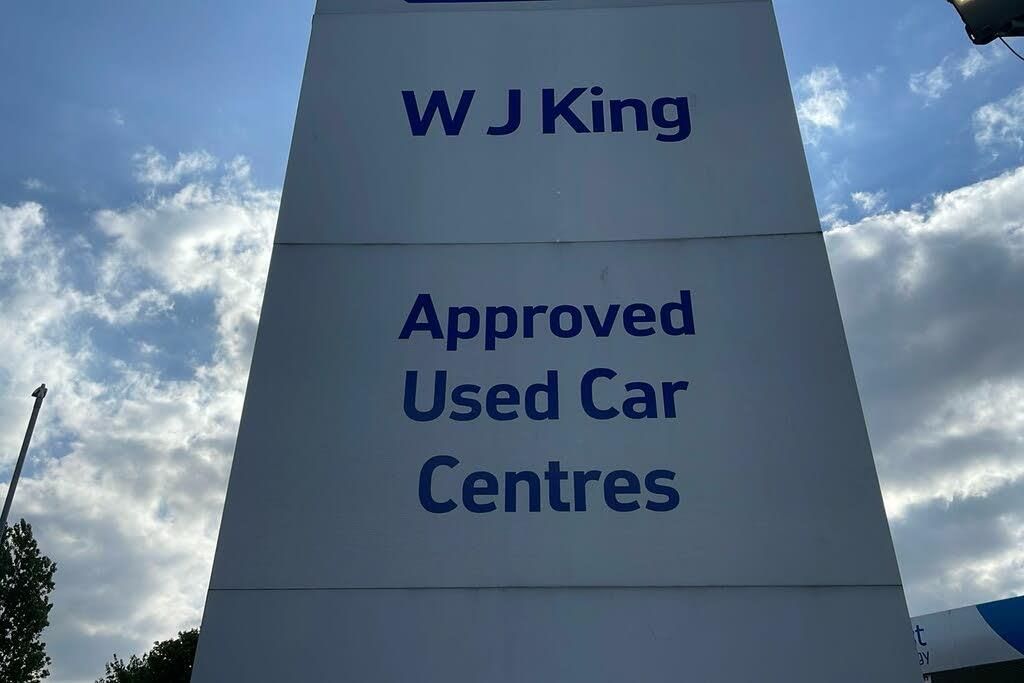 W J King
Approved
Used Car
Centres